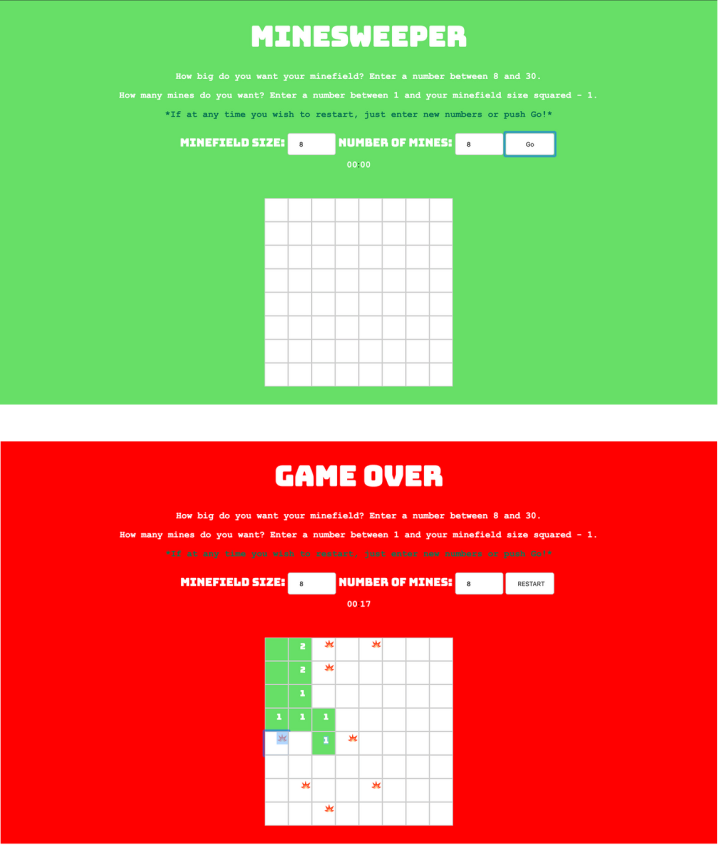 MINESWEEPER
How big do you want your minefield? Enter a number between 8 and 30.
How many mines do you want? Enter a number between 1 and your minefield size squared - 1.
*If at any time you wish to restart, just enter new numbers or push Go!*
MINEFIELD SIZE: 8 NUMBER OF MINES: 8 Go
00:00
GAME OVER
How big do you want your minefield? Enter a number between 8 and 30.
How many mines do you want? Enter a number between 1 and your minefield size squared - 1.
*If at any time you wish to restart, just enter new numbers or push Go!*
MINEFIELD SIZE: 8 NUMBER OF MINES: 8 RESTART
00 17
2
2
1
1 1 1
1